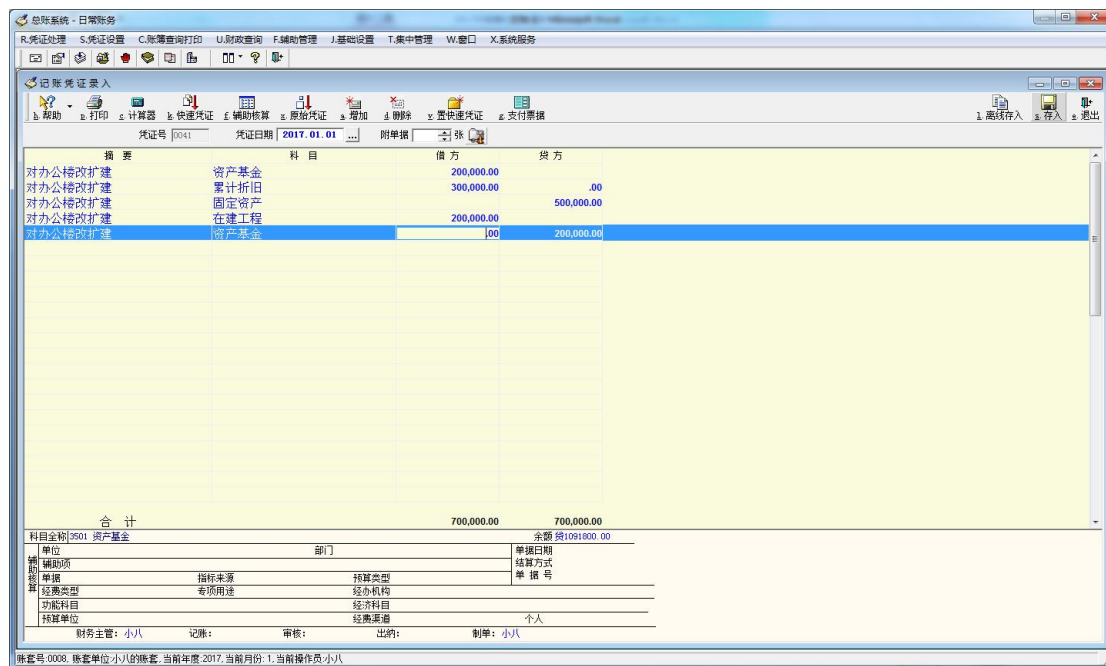 总账系统 - 日常账务
R.凭证处理 S.凭证设置 C.账簿查询打印 U.财政查询 F.辅助管理 J.基础设置 T.集中管理 W.窗口 X.系统服务
记账凭证录入
h.帮助 p.打印 c.计算器 k.快速凭证 f.辅助核算 x.原始凭证 a.增加 d.删除 v.置快速凭证 g.支付票据 l.离线存入 s.存入 e.退出
凭证号 0041 凭证日期 2017.01.01 ... 附单据 张
摘 要 科 目 借 方 贷 方
对办公楼改扩建 资产基金 200,000.00
对办公楼改扩建 累计折旧 300,000.00 .00
对办公楼改扩建 固定资产 500,000.00
对办公楼改扩建 在建工程 200,000.00
对办公楼改扩建 资产基金 .00 200,000.00
合 计 700,000.00 700,000.00
科目全称 3501 资产基金 余额 贷1091800.00
辅助核算
单位 部门 单据日期
辅助项 结算方式
单据 指标来源 预算类型 单 据 号
经费类型 专项用途 经办机构
功能科目 经济科目
预算单位 经费渠道 个人
财务主管: 小八 记账: 审核: 出纳: 制单: 小八
账套号:0008, 账套单位:小八的账套, 当前年度:2017, 当前月份: 1, 当前操作员:小八